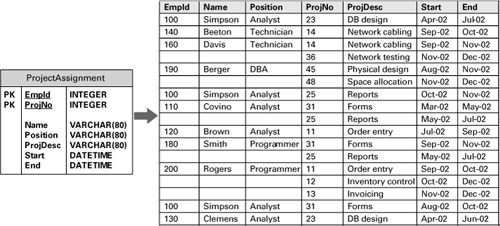 ProjectAssignment
PK EmpId INTEGER
PK ProjNo INTEGER
Name VARCHAR(80)
Position VARCHAR(80)
ProjDesc VARCHAR(80)
Start DATETIME
End DATETIME
EmpId Name Position ProjNo ProjDesc Start End
100 Simpson Analyst 23 DB design Apr-02 Jul-02
140 Beeton Technician 14 Network cabling Sep-02 Oct-02
160 Davis Technician 14 Network cabling Sep-02 Nov-02
36 Network testing Nov-02 Dec-02
190 Berger DBA 45 Physical design Aug-02 Nov-02
48 Space allocation Nov-02 Dec-02
100 Simpson Analyst 25 Reports Oct-02 Nov-02
110 Covino Analyst 31 Forms Mar-02 May-02
25 Reports May-02 Jul-02
120 Brown Analyst 11 Order entry Jul-02 Sep-02
180 Smith Programmer 31 Forms Sep-02 Nov-02
25 Reports May-02 Jul-02
200 Rogers Programmer 11 Order entry Sep-02 Oct-02
12 Inventory control Oct-02 Dec-02
13 Invoicing Nov-02 Dec-02
100 Simpson Analyst 31 Forms Aug-02 Oct-02
130 Clemens Analyst 23 DB design Apr-02 Jun-02